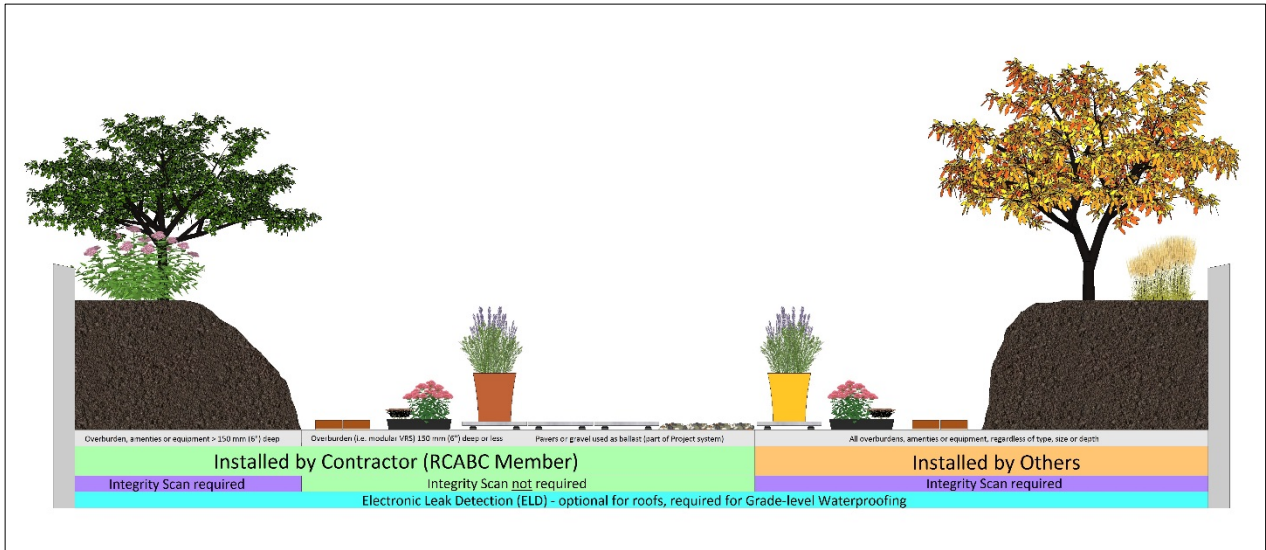 Overburden, amenities or equipment > 150 mm (6") deep
Overburden (i.e. modular VRS) 150 mm (6") deep or less
Pavers or gravel used as ballast (part of Project system)
All overburdens, amenities or equipment, regardless of type, size or depth
Installed by Contractor (RCABC Member)
Installed by Others
Integrity Scan required
Integrity Scan not required
Integrity Scan required
Electronic Leak Detection (ELD) - optional for roofs, required for Grade-level Waterproofing